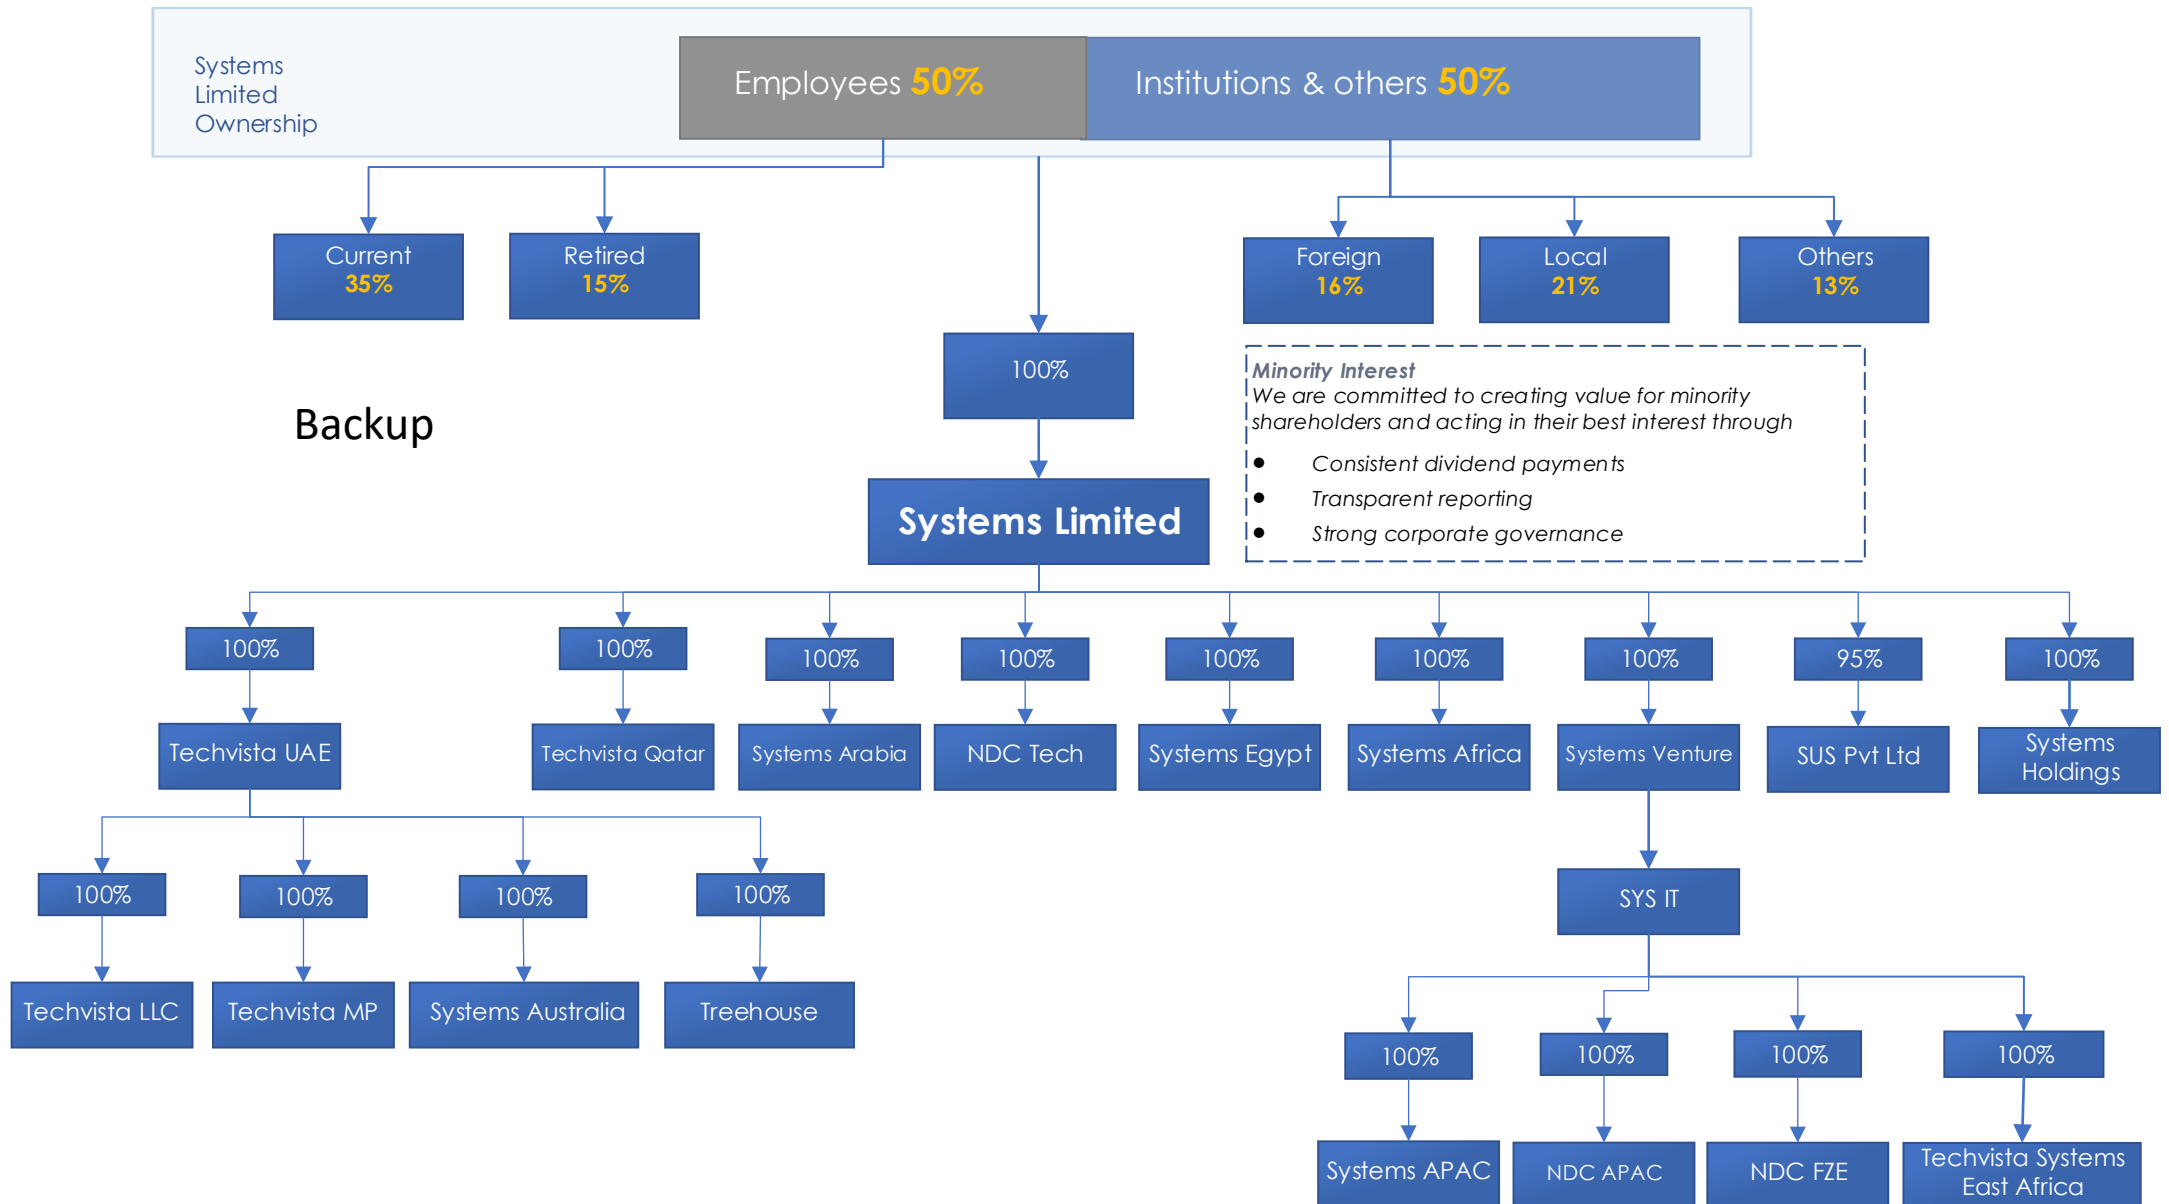 Systems
Limited
Ownership
Employees 50%
Institutions & others 50%
Current
35%
Retired
15%
Foreign
16%
Local
21%
Others
13%
100%
Minority Interest
We are committed to creating value for minority
shareholders and acting in their best interest through
● Consistent dividend payments
● Transparent reporting
● Strong corporate governance
Backup
Systems Limited
100%
100%
100%
100%
100%
100%
100%
95%
100%
Techvista UAE
Techvista Qatar
Systems Arabia
NDC Tech
Systems Egypt
Systems Africa
Systems Venture
SUS Pvt Ltd
Systems
Holdings
100%
100%
100%
100%
SYS IT
Techvista LLC
Techvista MP
Systems Australia
Treehouse
100%
100%
100%
100%
Systems APAC
NDC APAC
NDC FZE
Techvista Systems
East Africa